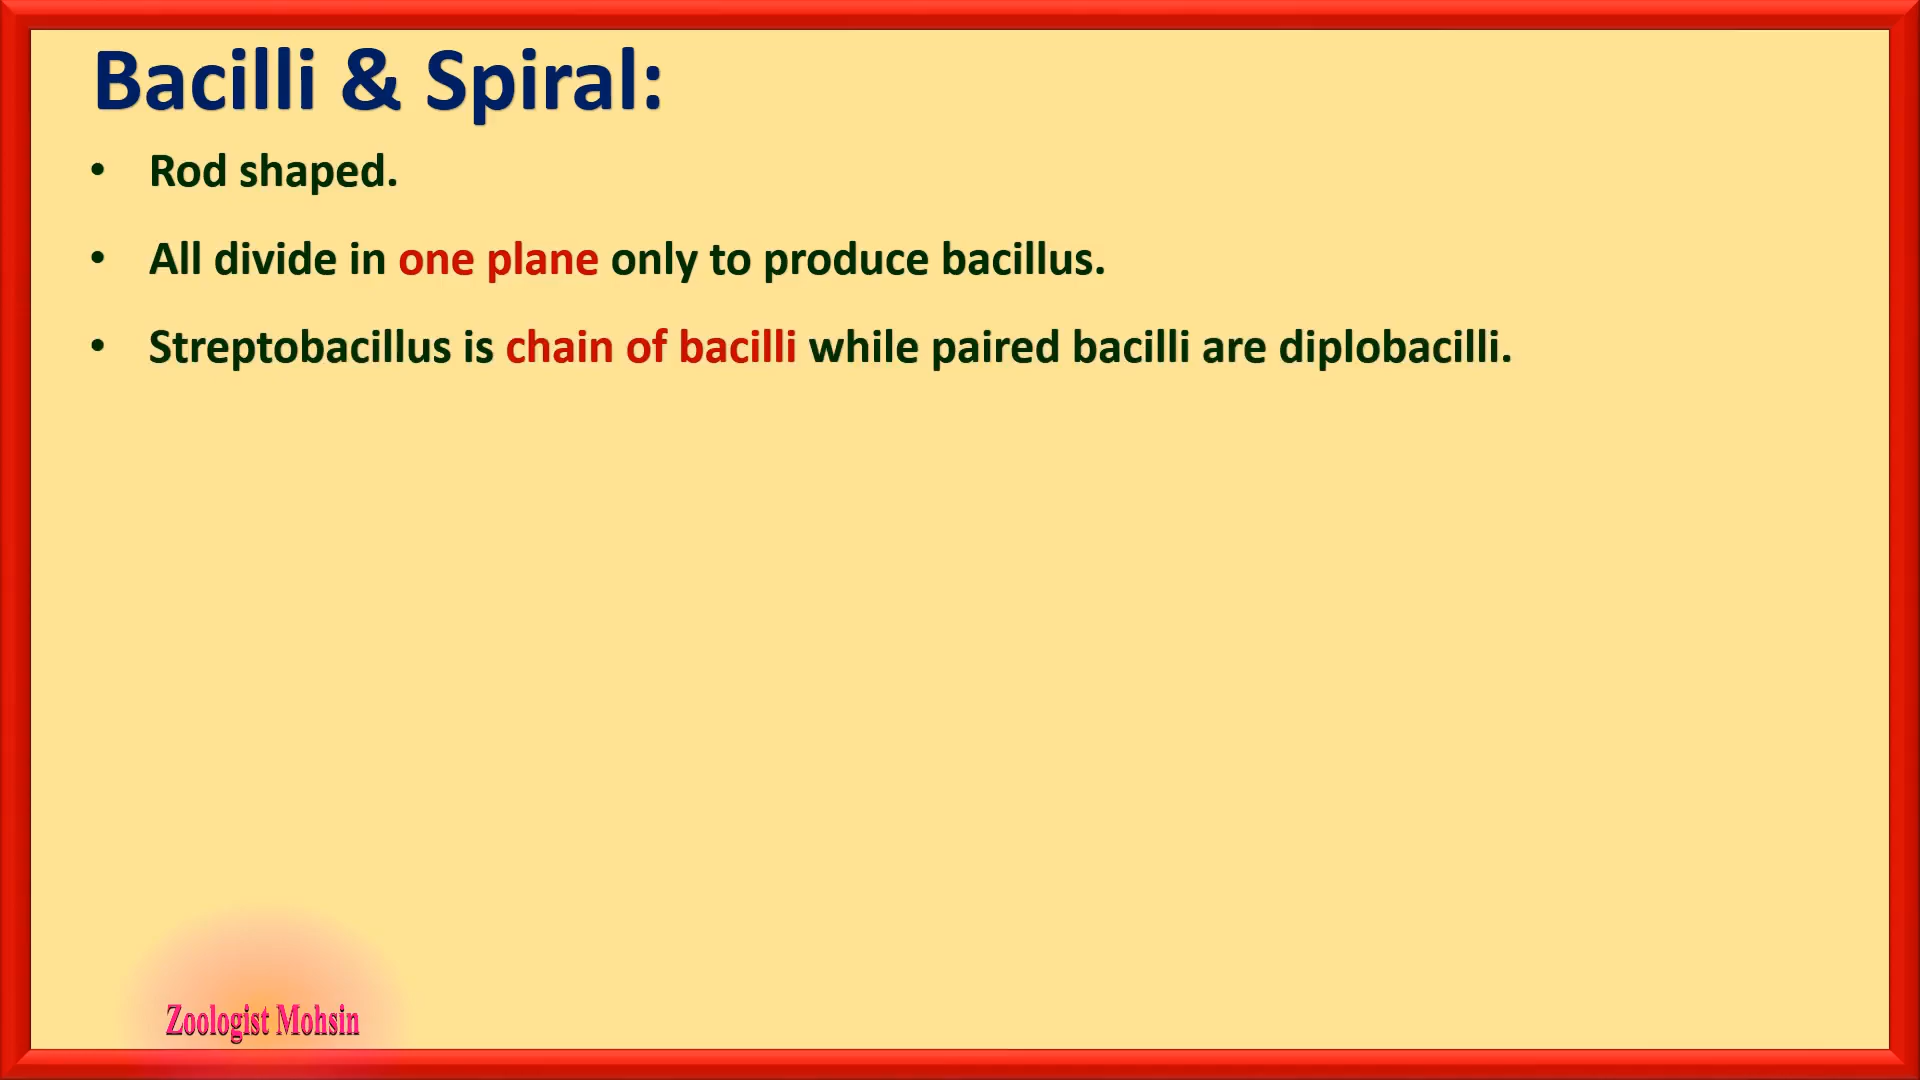 Bacilli & Spiral:
• Rod shaped.
• All divide in one plane only to produce bacillus.
• Streptobacillus is chain of bacilli while paired bacilli are diplobacilli.
Zoologist Mohsin